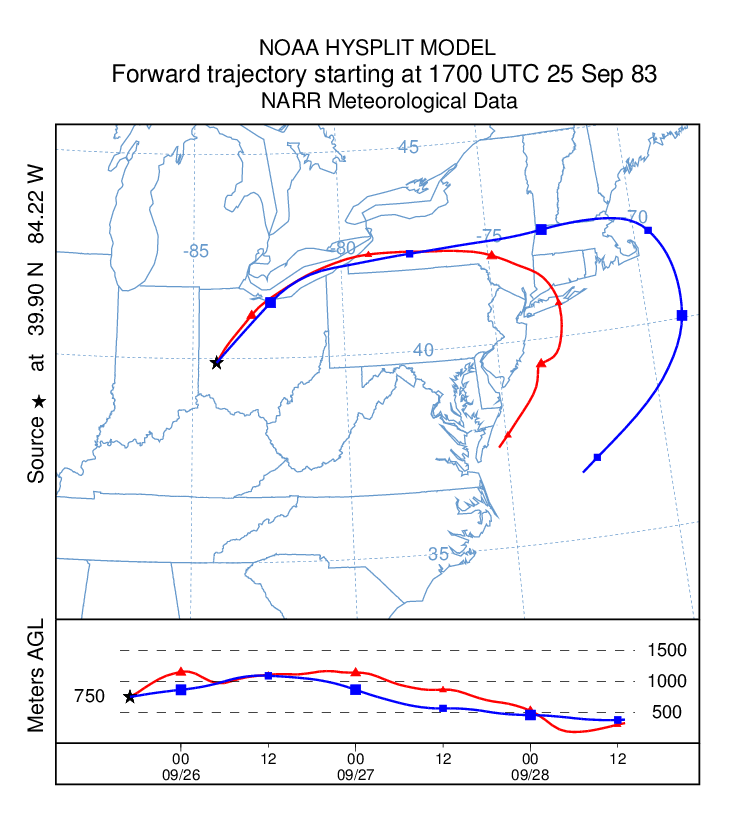 NOAA HYSPLIT MODEL
Forward trajectory starting at 1700 UTC 25 Sep 83
NARR Meteorological Data
Source ★ at 39.90 N 84.22 W
45
-85
-80
-75
-70
40
35
Meters AGL
750
1500
1000
500
00 12 00 12 00 12
09/26 09/27 09/28